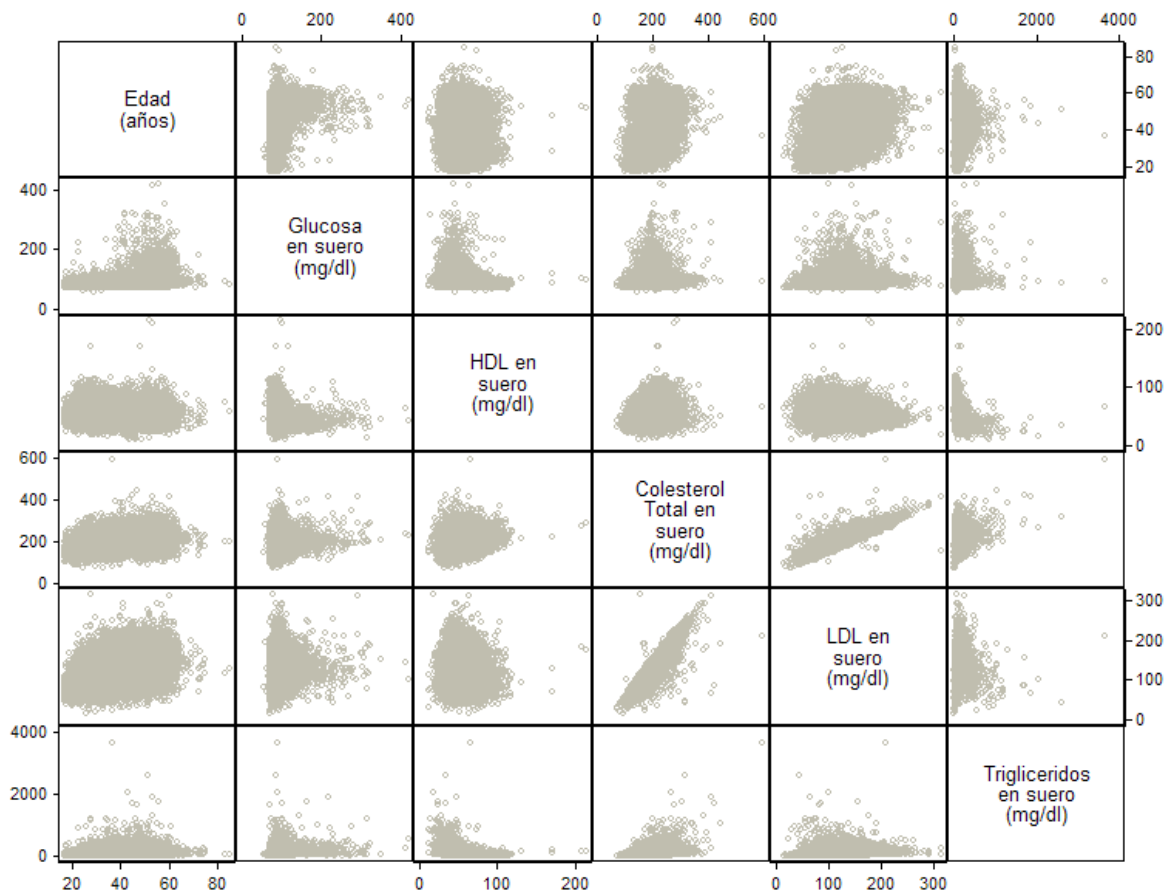 0 200 400 0 200 400 600 0 2000 4000
Edad
(años)
80
60
40
20
400
200
0
Glucosa
en suero
(mg/dl)
HDL en
suero
(mg/dl)
200
100
0
600
400
200
0
Colesterol
Total en
suero
(mg/dl)
LDL en
suero
(mg/dl)
300
200
100
0
4000
2000
0
Trigliceridos
en suero
(mg/dl)
20 40 60 80 0 100 200 0 100 200 300